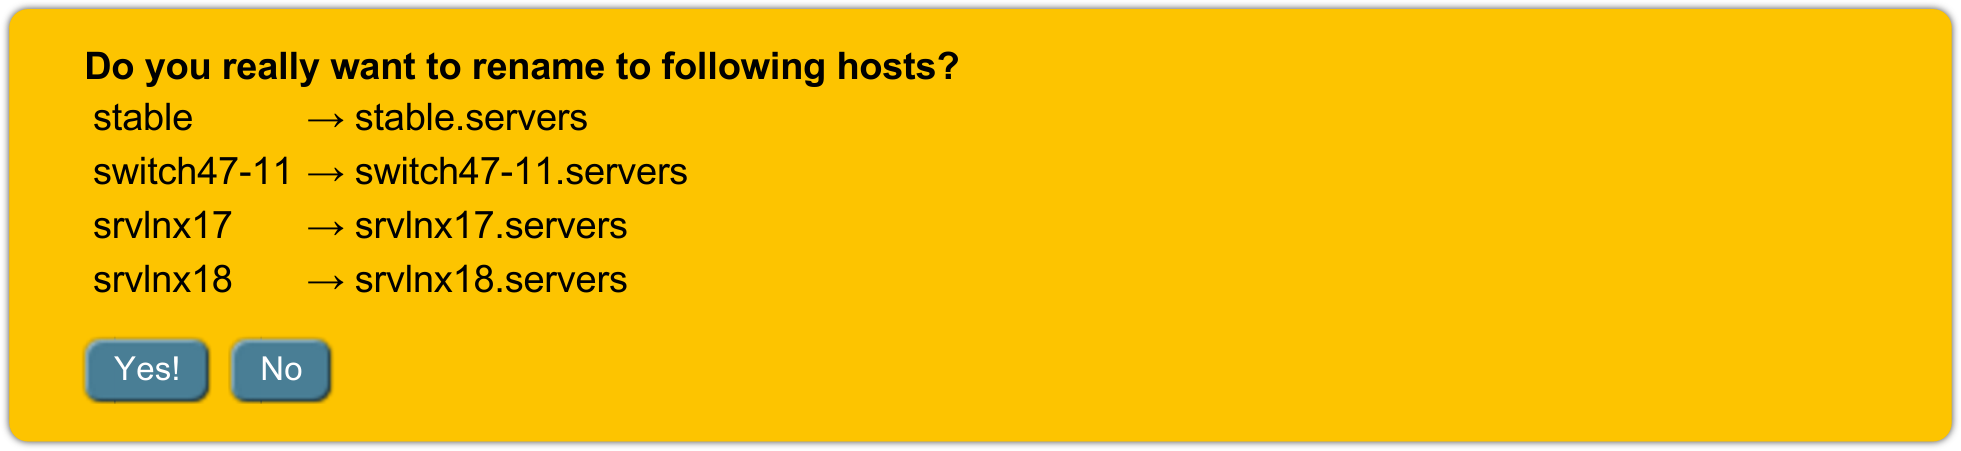 Do you really want to rename to following hosts?
stable → stable.servers
switch47-11 → switch47-11.servers
srvlnx17 → srvlnx17.servers
srvlnx18 → srvlnx18.servers
Yes! No